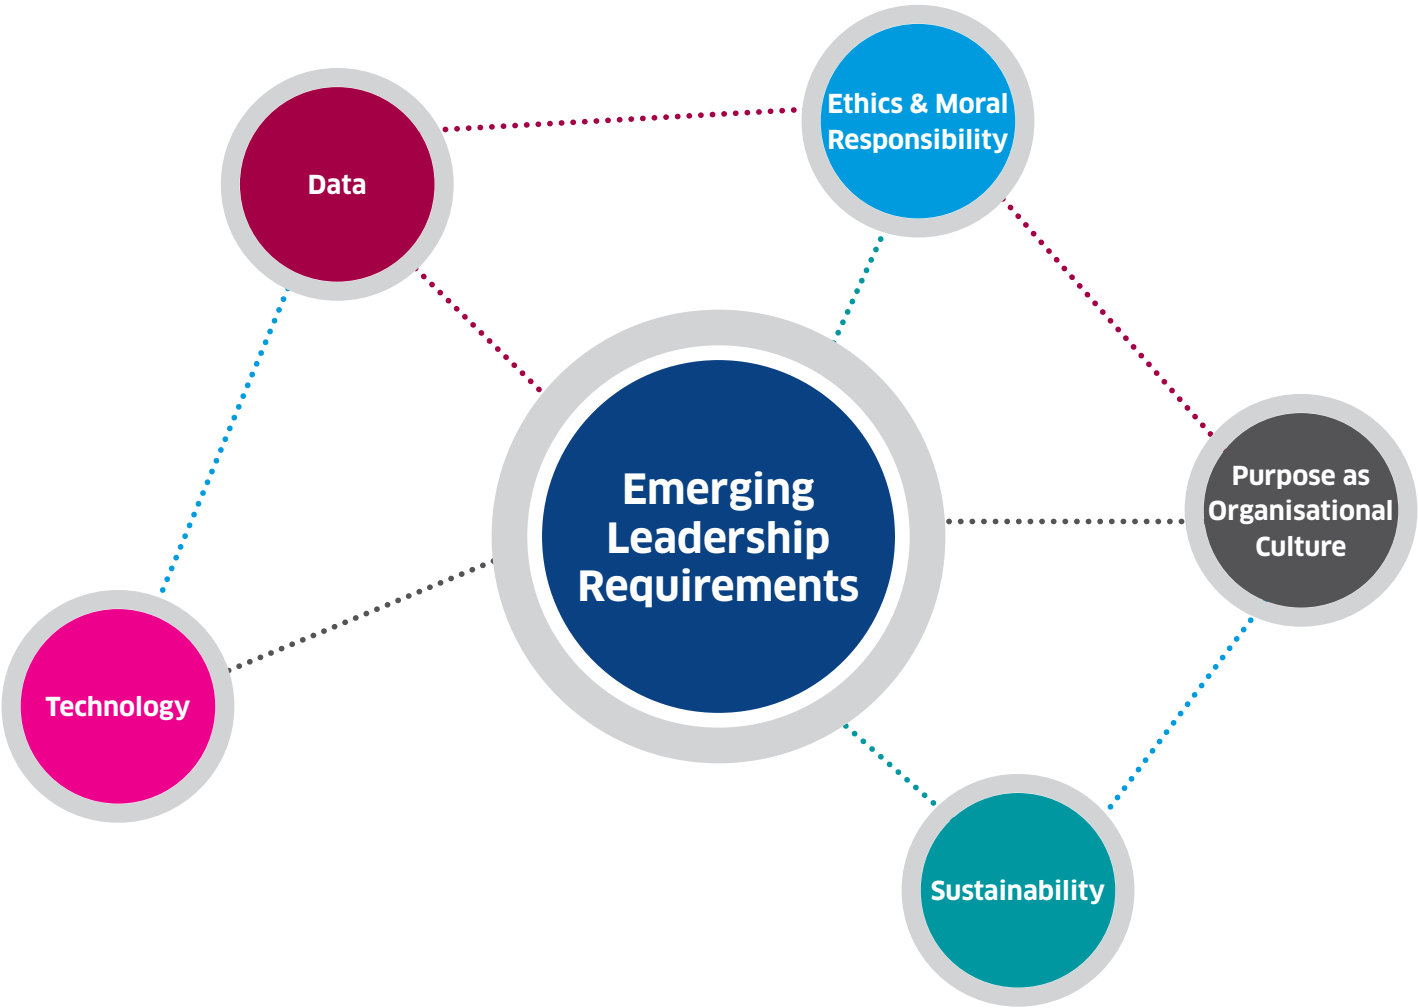 Ethics & Moral
Responsibility
Data
Emerging
Leadership
Requirements
Purpose as
Organisational
Culture
Technology
Sustainability